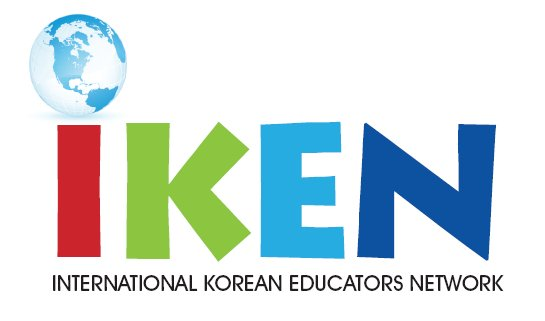 iKEN
INTERNATIONAL KOREAN EDUCATORS NETWORK